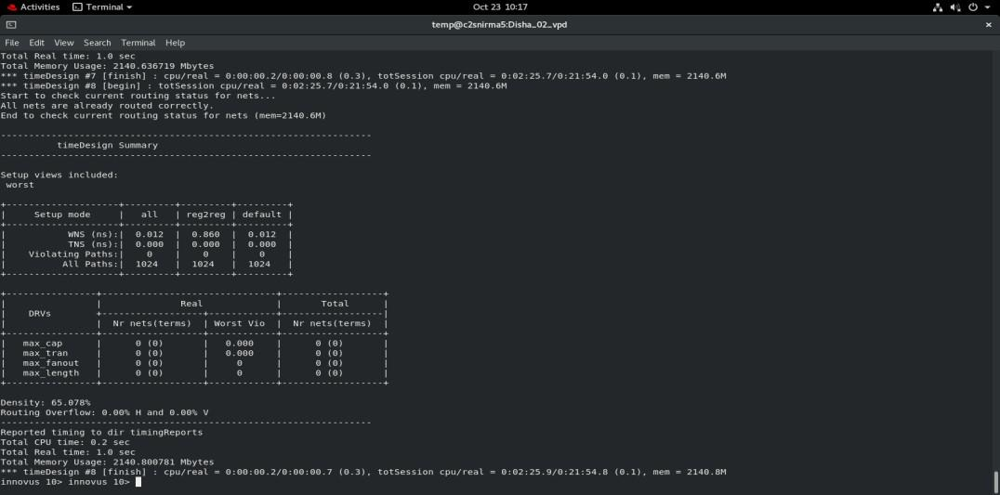 Activities Terminal Oct 23 10:17
temp@c2snirma5:Disha_02_vpd ×
File Edit View Search Terminal Help
Total Real time: 1.0 sec
Total Memory Usage: 2140.636719 Mbytes
*** timeDesign #7 [finish] : cpu/real = 0:00:00.2/0:00:00.8 (0.3), totSession cpu/real = 0:02:25.7/0:21:54.0 (0.1), mem = 2140.6M
*** timeDesign #8 [begin] : totSession cpu/real = 0:02:25.7/0:21:54.0 (0.1), mem = 2140.6M
Start to check current routing status for nets...
All nets are already routed correctly.
End to check current routing status for nets (mem=2140.6M)
------------------------------------------------------------------
          timeDesign Summary
------------------------------------------------------------------
Setup views included:
 worst
+--------------------+---------+---------+---------+
|     Setup mode     |   all   | reg2reg | default |
+--------------------+---------+---------+---------+
|           WNS (ns):|  0.012  |  0.860  |  0.012  |
|           TNS (ns):|  0.000  |  0.000  |  0.000  |
|    Violating Paths:|    0    |    0    |    0    |
|          All Paths:|  1024   |  1024   |  1024   |
+--------------------+---------+---------+---------+
+----------------+-------------------------------+------------------+
|                |              Real             |       Total      |
|    DRVs        +------------------+------------+------------------|
|                |  Nr nets(terms)  | Worst Vio  |  Nr nets(terms)  |
+----------------+------------------+------------+------------------+
|   max_cap      |      0 (0)       |   0.000    |      0 (0)       |
|   max_tran     |      0 (0)       |   0.000    |      0 (0)       |
|   max_fanout   |      0 (0)       |     0      |      0 (0)       |
|   max_length   |      0 (0)       |     0      |      0 (0)       |
+----------------+------------------+------------+------------------+
Density: 65.078%
Routing Overflow: 0.00% H and 0.00% V
------------------------------------------------------------------
Reported timing to dir timingReports
Total CPU time: 0.2 sec
Total Real time: 1.0 sec
Total Memory Usage: 2140.800781 Mbytes
*** timeDesign #8 [finish] : cpu/real = 0:00:00.2/0:00:00.7 (0.3), totSession cpu/real = 0:02:25.9/0:21:54.8 (0.1), mem = 2140.8M
innovus 10> innovus 10>